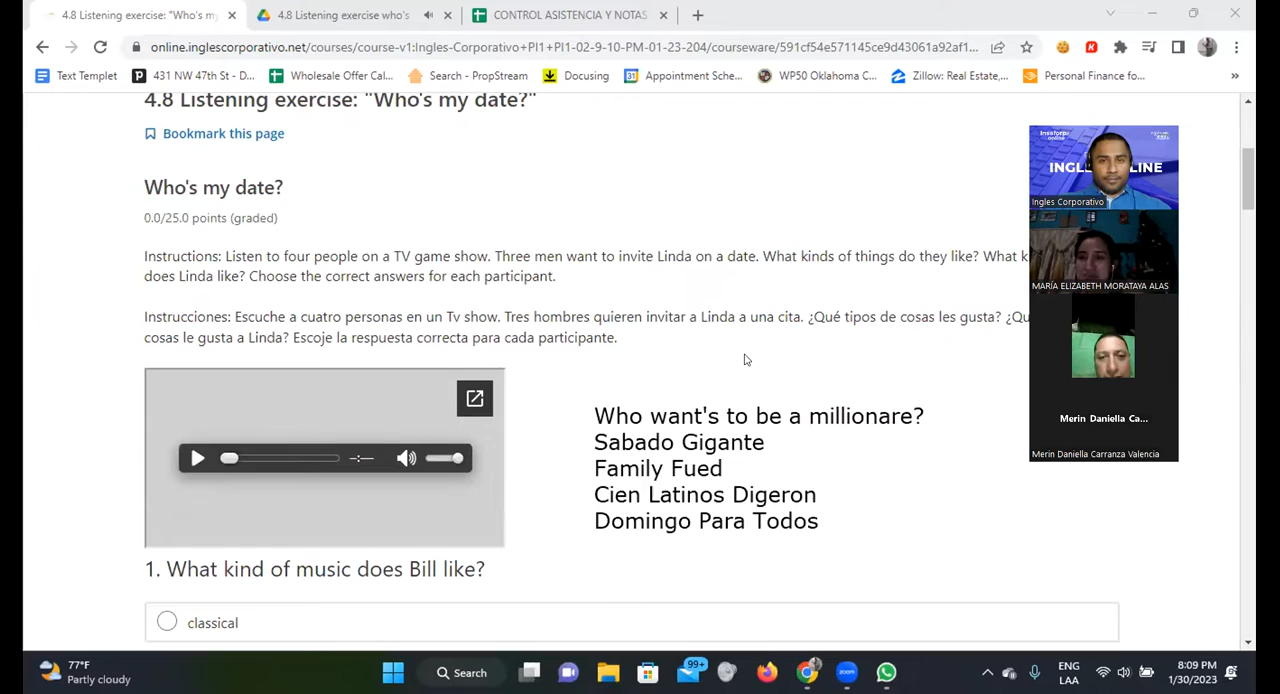 4.8 Listening exercise: "Who's my
4.8 Listening exercise who's
CONTROL ASISTENCIA Y NOTAS
online.inglescorporativo.net/courses/course-v1:Ingles-Corporativo+PI1+PI1-02-9-10-PM-01-23-204/courseware/591cf54e571145ce9d43061a92af1...
Text Templet
431 NW 47th St - D...
Wholesale Offer Cal...
Search - PropStream
Docusing
Appointment Sche...
WP50 Oklahoma C...
Zillow: Real Estate,...
Personal Finance fo...
»
4.8 Listening exercise: "Who's my date?"
Bookmark this page
Who's my date?
0.0/25.0 points (graded)
Instructions: Listen to four people on a TV game show. Three men want to invite Linda on a date. What kinds of things do they like? What k
does Linda like? Choose the correct answers for each participant.
Instrucciones: Escuche a cuatro personas en un Tv show. Tres hombres quieren invitar a Linda a una cita. ¿Qué tipos de cosas les gusta? ¿Qu
cosas le gusta a Linda? Escoje la respuesta correcta para cada participante.
INGL LINE
Ingles Corporativo
MARÍA ELIZABETH MORATAYA ALAS
Merin Daniella Ca...
Merin Daniella Carranza Valencia
-:--
Who want's to be a millionare?
Sabado Gigante
Family Fued
Cien Latinos Digeron
Domingo Para Todos
1. What kind of music does Bill like?
classical
77°F
Partly cloudy
Search
99+
zoom
ENG
LAA
8:09 PM
1/30/2023